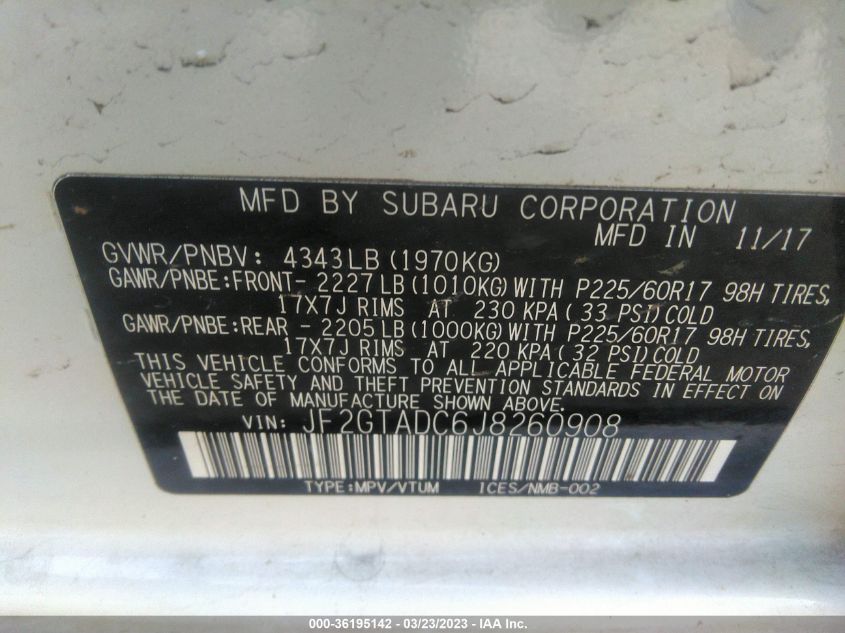 MFD BY SUBARU CORPORATION
MFD IN 11/17
GVWR/PNBV: 4343LB (1970KG)
GAWR/PNBE:FRONT- 2227 LB (1010KG) WITH P225/60R17 98H TIRES,
17X7J RIMS AT 230 KPA ( 33 PSI) COLD
GAWR/PNBE:REAR - 2205 LB (1000KG) WITH P225/60R17 98H TIRES,
17X7J RIMS AT 220 KPA ( 32 PSI) COLD
THIS VEHICLE CONFORMS TO ALL APPLICABLE FEDERAL MOTOR
VEHICLE SAFETY AND THEFT PREVENTION STANDARDS IN EFFECT ON
THE DATE OF MANUFACTURE SHOWN ABOVE.
VIN: JF2GTADC6J8260908
TYPE:MPV/VTUM ICES/NMB-002
000-36195142 - 03/23/2023 - IAA Inc.